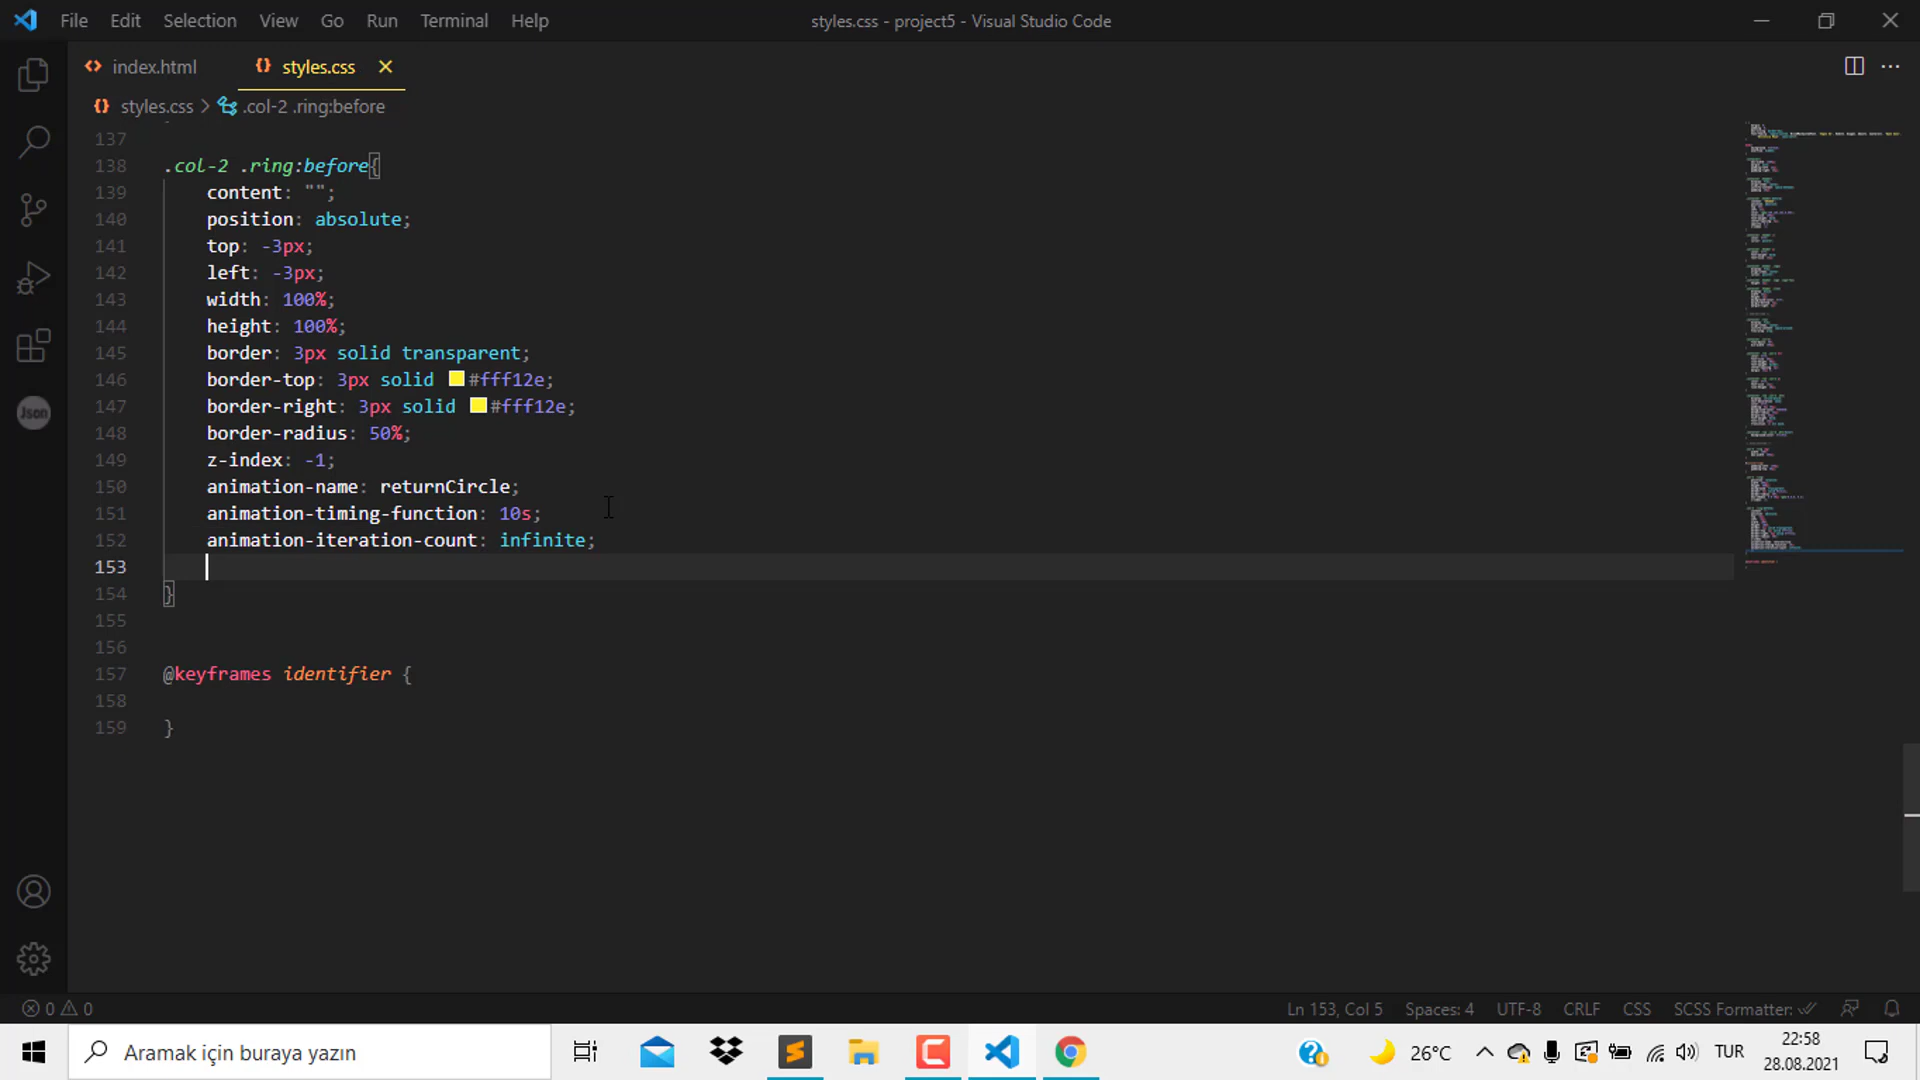 File Edit Selection View Go Run Terminal Help
styles.css - project5 - Visual Studio Code
index.html
styles.css
styles.css > .col-2 .ring:before
137
138 .col-2 .ring:before{
139 content: "";
140 position: absolute;
141 top: -3px;
142 left: -3px;
143 width: 100%;
144 height: 100%;
145 border: 3px solid transparent;
146 border-top: 3px solid #fff12e;
147 border-right: 3px solid #fff12e;
148 border-radius: 50%;
149 z-index: -1;
150 animation-name: returnCircle;
151 animation-timing-function: 10s;
152 animation-iteration-count: infinite;
153
154 }
155
156
157 @keyframes identifier {
158
159 }
Json
0 0
Ln 153, Col 5 Spaces: 4 UTF-8 CRLF CSS SCSS Formatter:
Aramak için buraya yazın
26°C
TUR
22:58
28.08.2021